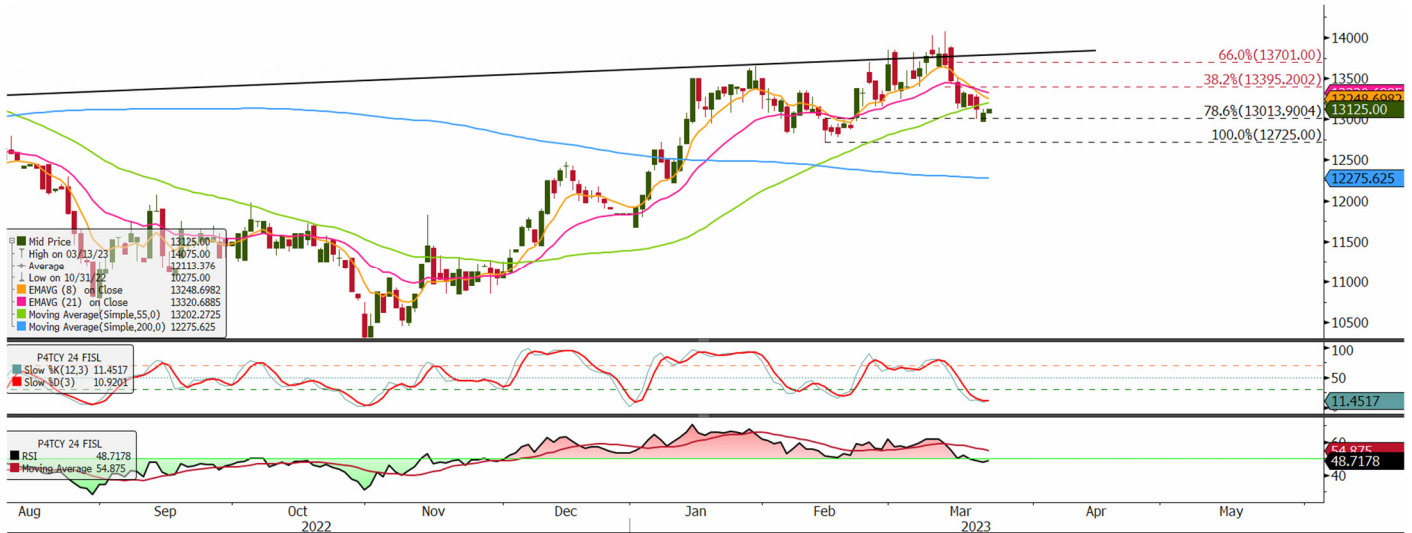 14000
66.0%(13701.00)
13500
38.2%(13395.2002)
13248.6982
13125.00
78.6%(13013.9004)
13000
100.0%(12725.00)
12500
12275.625
12000
11500
11000
10500
Mid Price 13125.00
High on 03/13/23 14075.00
Average 12113.376
Low on 10/31/22 10275.00
EMAVG (8) on Close 13248.6982
EMAVG (21) on Close 13320.6885
Moving Average(Simple,55,0) 13202.2725
Moving Average(Simple,200,0) 12275.625
P4TCY 24 FISL
Slow %K(12,3) 11.4517
Slow %D(3) 10.9201
100
50
11.4517
P4TCY 24 FISL
RSI 48.7178
Moving Average 54.875
60
54.875
48.7178
40
Aug Sep Oct Nov Dec Jan Feb Mar Apr May
2022 2023